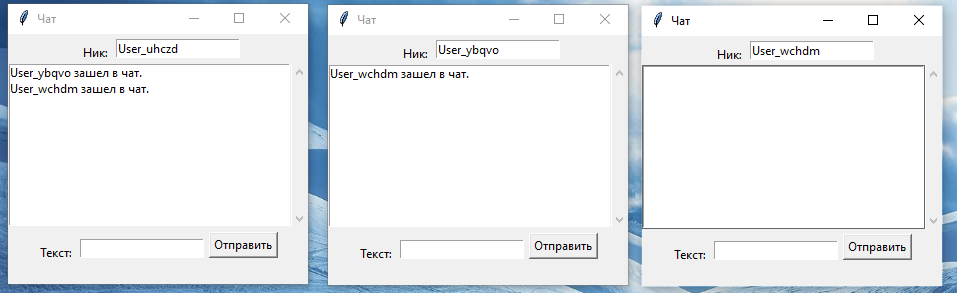 Чат
Ник: User_uhczd
User_ybqvo зашел в чат.
User_wchdm зашел в чат.
Текст: Отправить
Чат
Ник: User_ybqvo
User_wchdm зашел в чат.
Текст: Отправить
Чат
Ник: User_wchdm
Текст: Отправить